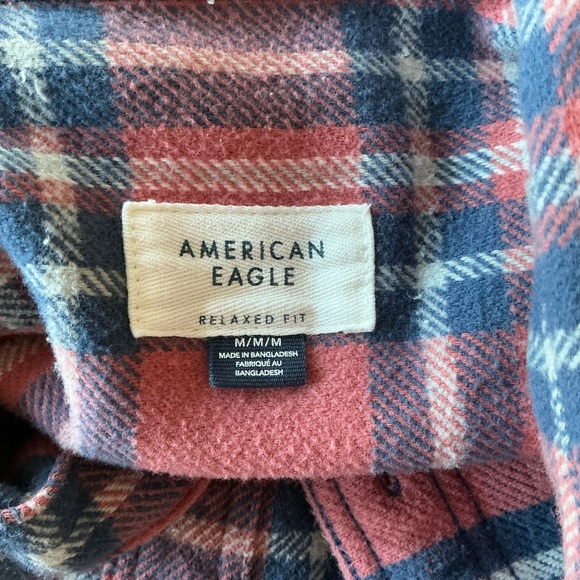 AMERICAN
EAGLE
RELAXED FIT
M/M/M
MADE IN BANGLADESH
FABRIQUÉ AU
BANGLADESH